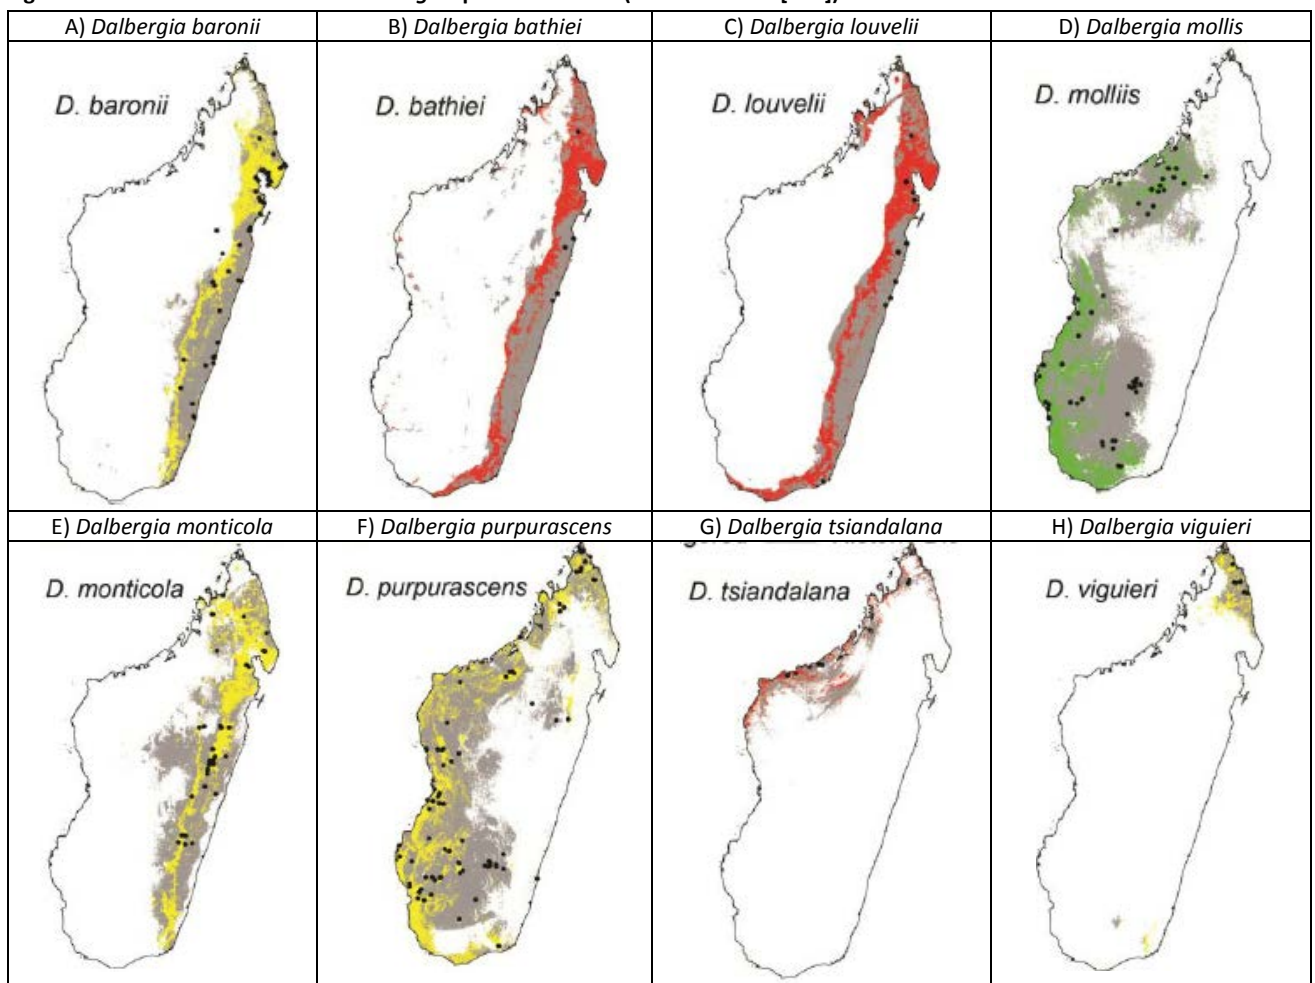 A) Dalbergia baronii
B) Dalbergia bathiei
C) Dalbergia louvelii
D) Dalbergia mollis
D. baronii
D. bathiei
D. louvelii
D. molliis
E) Dalbergia monticola
F) Dalbergia purpurascens
G) Dalbergia tsiandalana
H) Dalbergia viguieri
D. monticola
D. purpurascens
D. tsiandalana
D. viguieri